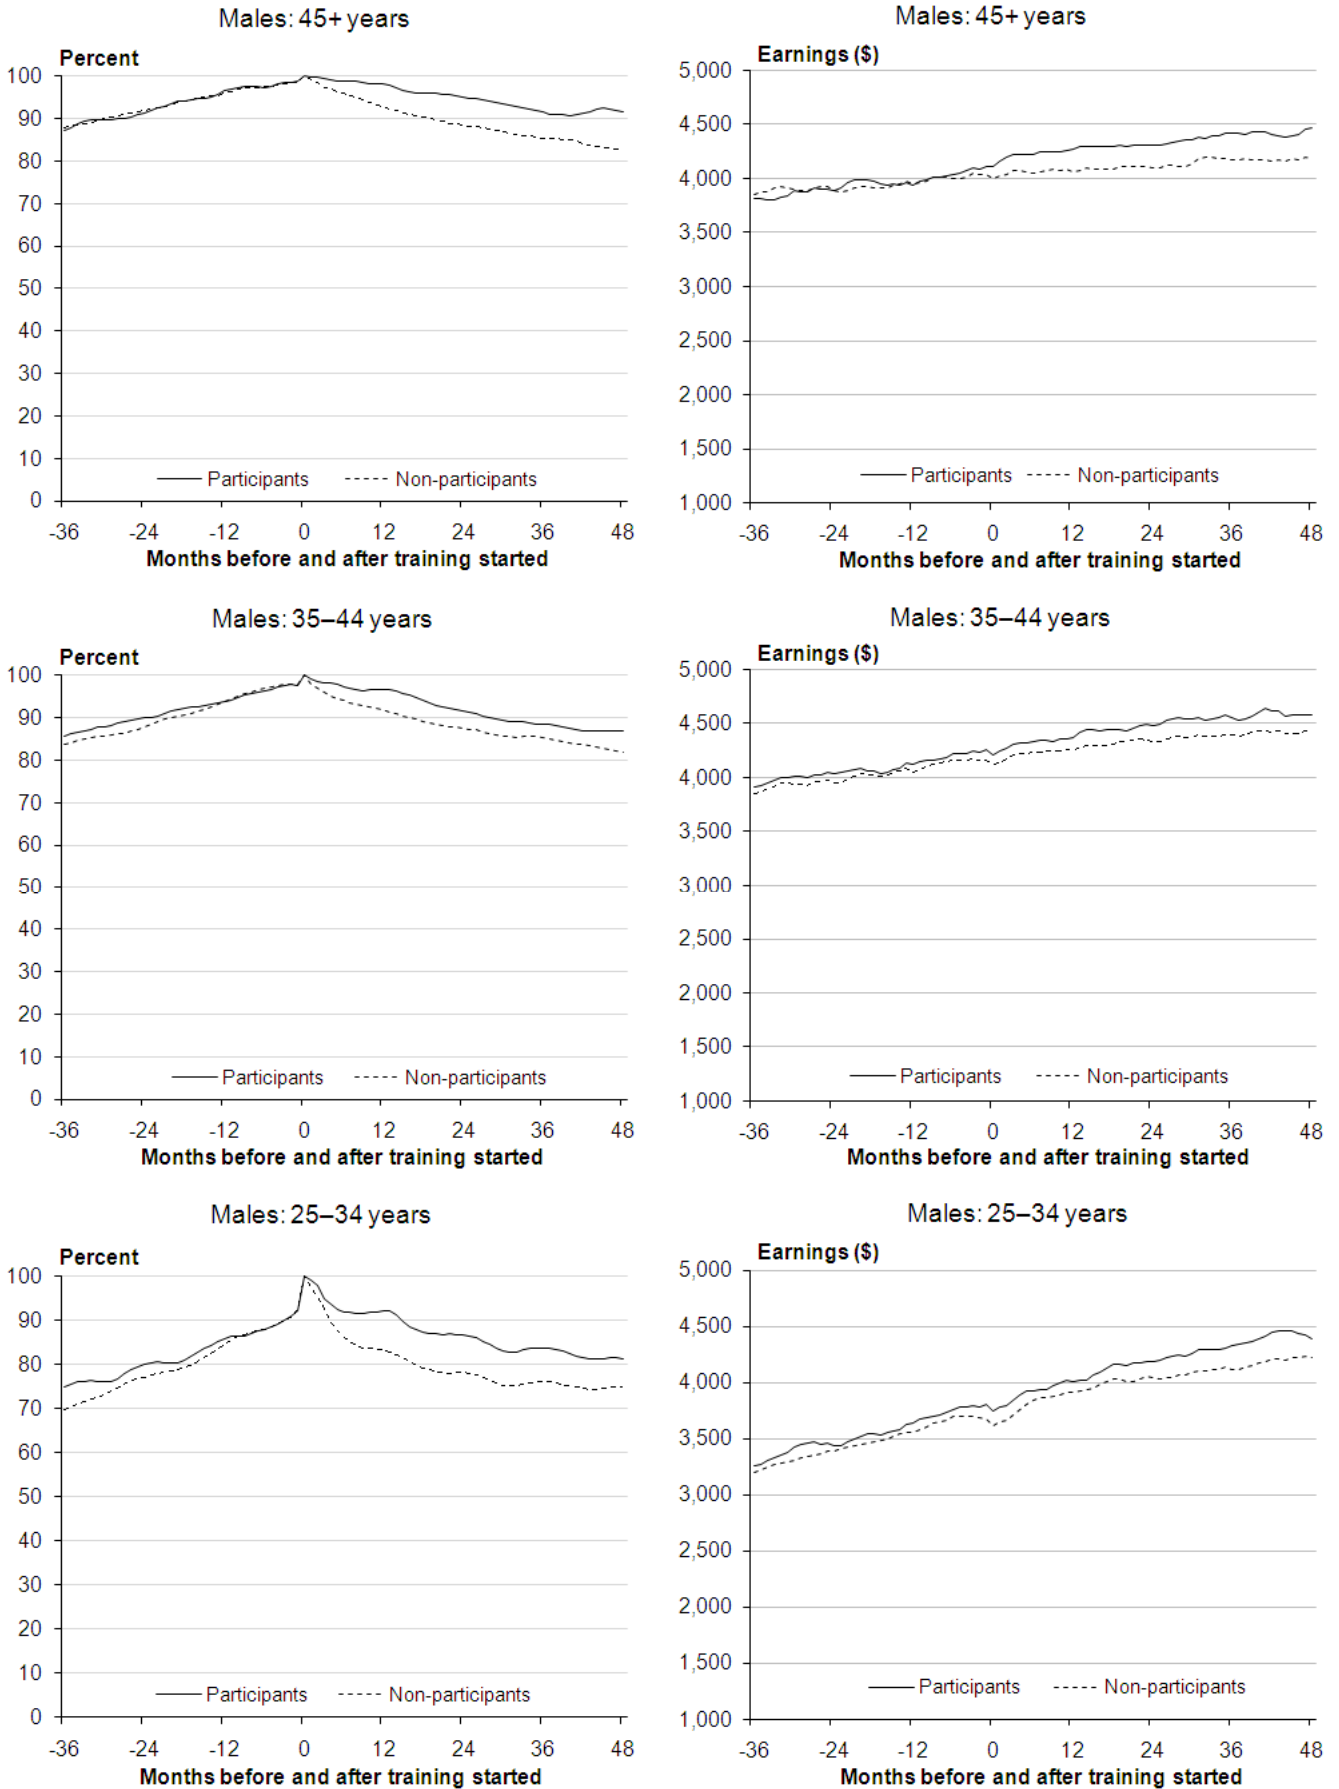 Males: 45+ years
Percent
100
90
80
70
60
50
40
30
20
10
0
Participants Non-participants
-36 -24 -12 0 12 24 36 48
Months before and after training started
Males: 45+ years
Earnings ($)
5,000
4,500
4,000
3,500
3,000
2,500
2,000
1,500
1,000
Participants Non-participants
-36 -24 -12 0 12 24 36 48
Months before and after training started
Males: 35–44 years
Percent
100
90
80
70
60
50
40
30
20
10
0
Participants Non-participants
-36 -24 -12 0 12 24 36 48
Months before and after training started
Males: 35–44 years
Earnings ($)
5,000
4,500
4,000
3,500
3,000
2,500
2,000
1,500
1,000
Participants Non-participants
-36 -24 -12 0 12 24 36 48
Months before and after training started
Males: 25–34 years
Percent
100
90
80
70
60
50
40
30
20
10
0
Participants Non-participants
-36 -24 -12 0 12 24 36 48
Months before and after training started
Males: 25–34 years
Earnings ($)
5,000
4,500
4,000
3,500
3,000
2,500
2,000
1,500
1,000
Participants Non-participants
-36 -24 -12 0 12 24 36 48
Months before and after training started